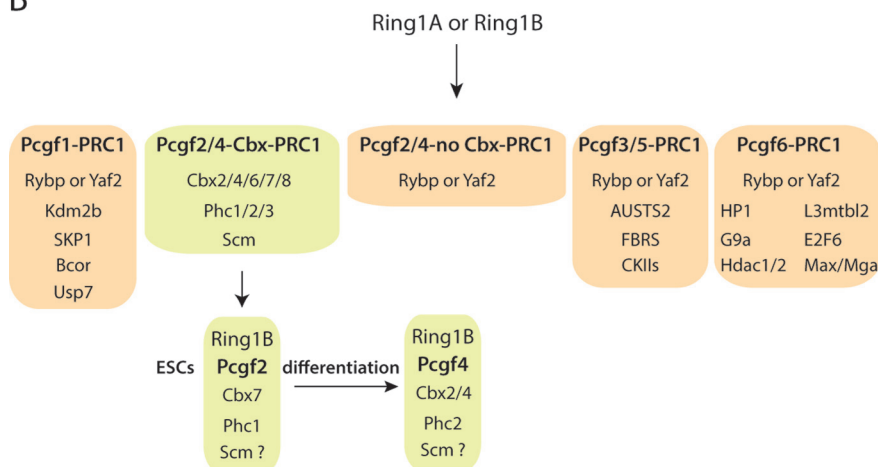 Ring1A or Ring1B
Pcgf1-PRC1
Rybp or Yaf2
Kdm2b
SKP1
Bcor
Usp7
Pcgf2/4-Cbx-PRC1
Cbx2/4/6/7/8
Phc1/2/3
Scm
Pcgf2/4-no Cbx-PRC1
Rybp or Yaf2
Pcgf3/5-PRC1
Rybp or Yaf2
AUSTS2
FBRS
CKIIs
Pcgf6-PRC1
Rybp or Yaf2
HP1 L3mtbl2
G9a E2F6
Hdac1/2 Max/Mga
ESCs
Ring1B
Pcgf2
Cbx7
Phc1
Scm ?
differentiation
Ring1B
Pcgf4
Cbx2/4
Phc2
Scm ?